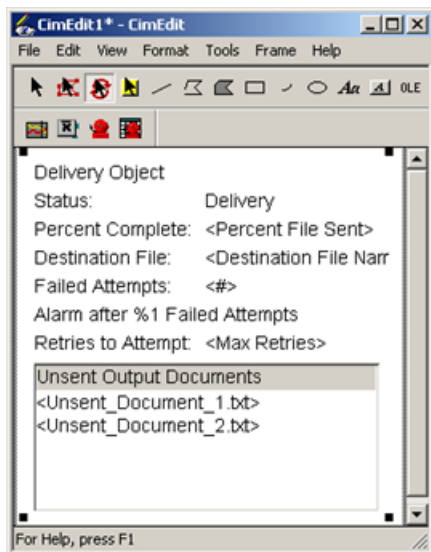 CimEdit1* - CimEdit
File Edit View Format Tools Frame Help
Aa A OLE
Delivery Object
Status: Delivery
Percent Complete: <Percent File Sent>
Destination File: <Destination File Narr
Failed Attempts: <#>
Alarm after %1 Failed Attempts
Retries to Attempt: <Max Retries>
Unsent Output Documents
<Unsent_Document_1.txt>
<Unsent_Document_2.txt>
For Help, press F1